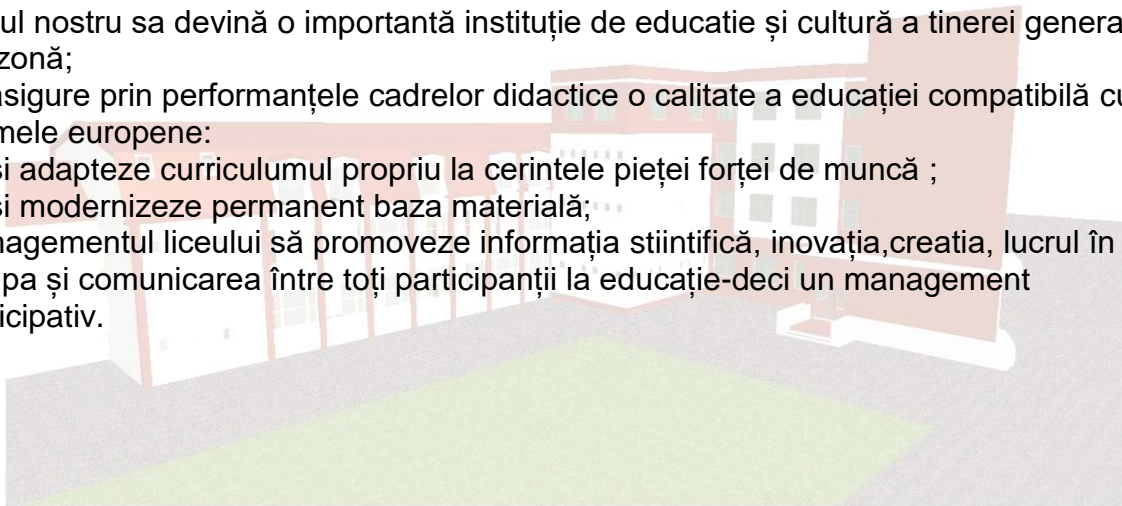 ul nostru sa devină o importantă instituție de educatie și cultură a tinerei genera
zonă;
asigure prin performanțele cadrelor didactice o calitate a educației compatibilă cu
mele europene:
si adapteze curriculumul propriu la cerintele pieței forței de muncă ;
si modernizeze permanent baza materială;
nagementul liceului să promoveze informația stiintifică, inovația,creatia, lucrul în
pa și comunicarea între toți participanții la educație-deci un management
icipativ.